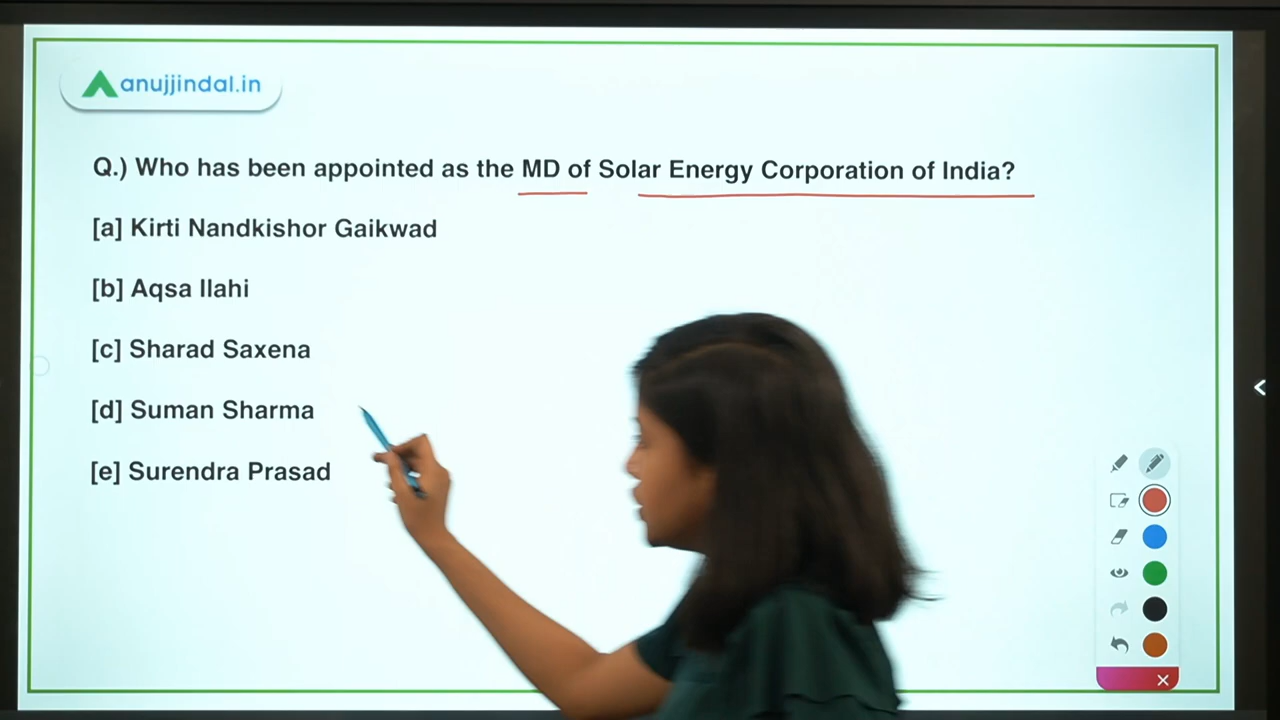 anujjindal.in
Q.) Who has been appointed as the MD of Solar Energy Corporation of India?
[a] Kirti Nandkishor Gaikwad
[b] Aqsa Ilahi
[c] Sharad Saxena
[d] Suman Sharma
[e] Surendra Prasad